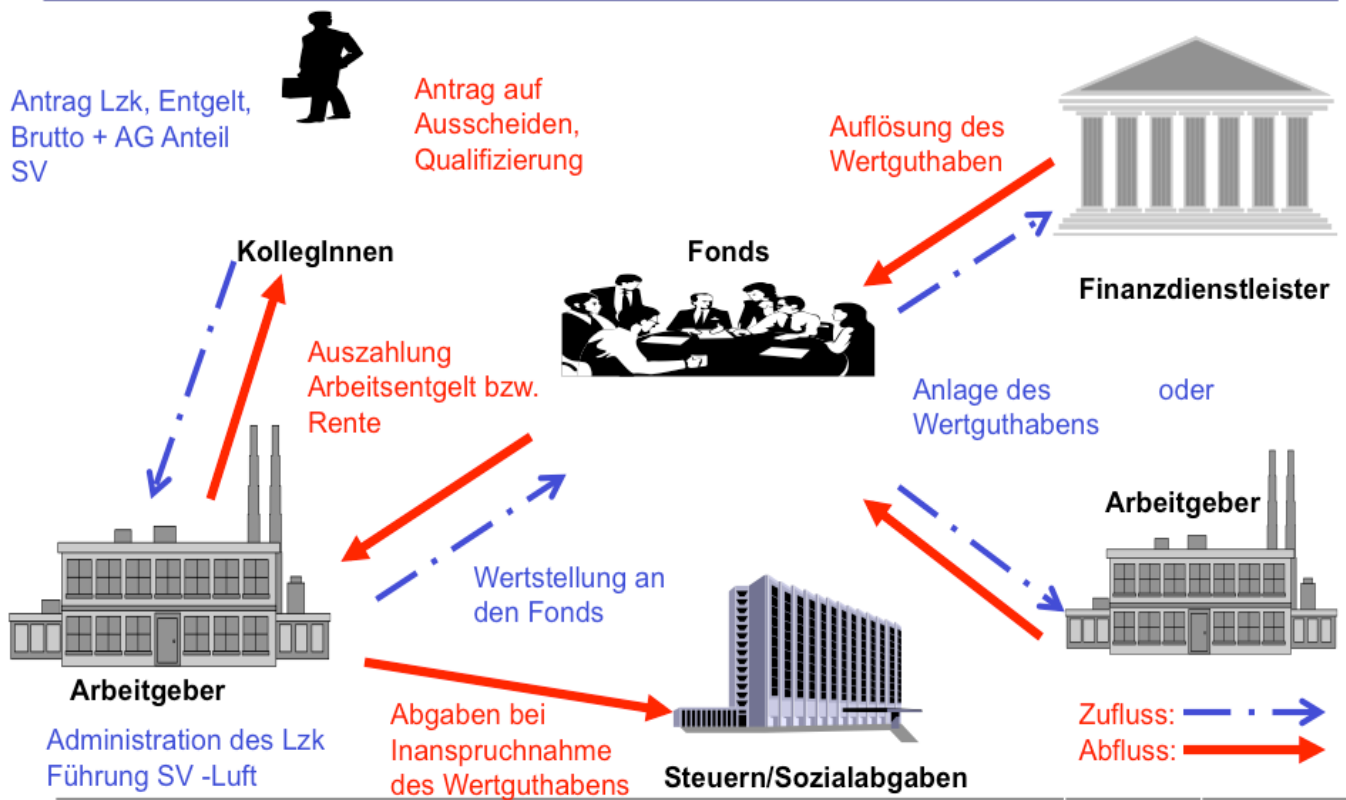 Antrag Lzk, Entgelt,
Brutto + AG Anteil
SV
Antrag auf
Ausscheiden,
Qualifizierung
Auflösung des
Wertguthaben
KollegInnen
Fonds
Finanzdienstleister
Auszahlung
Arbeitsentgelt bzw.
Rente
Anlage des oder
Wertguthabens
Arbeitgeber
Wertstellung an
den Fonds
Arbeitgeber
Administration des Lzk
Führung SV -Luft
Abgaben bei
Inanspruchnahme
des Wertguthabens
Steuern/Sozialabgaben
Zufluss:
Abfluss: